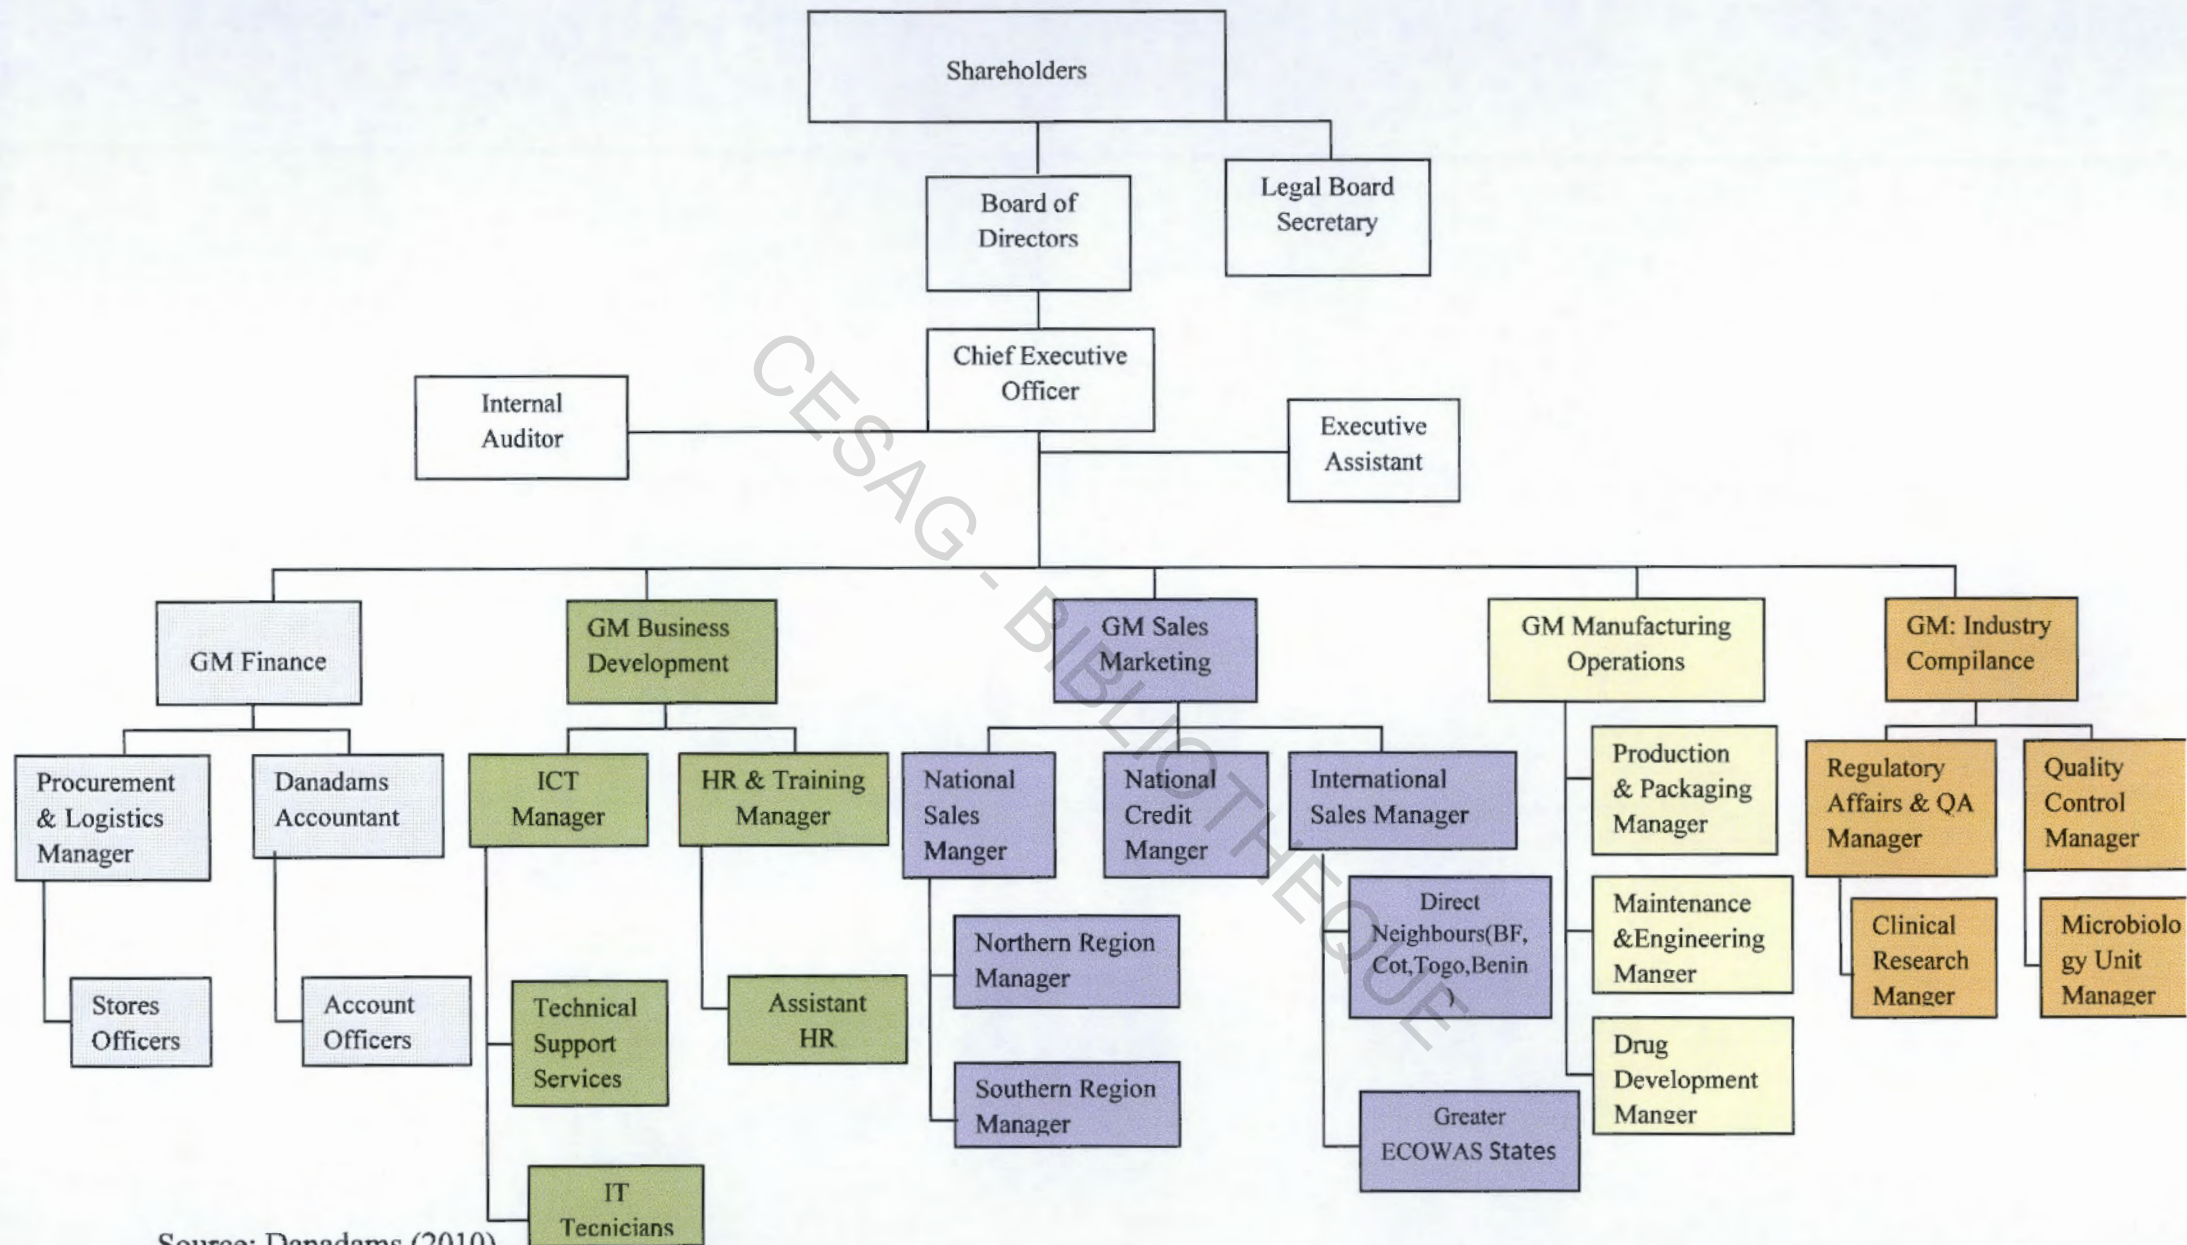 Shareholders
Board of
Directors
Legal Board
Secretary
Chief Executive
Officer
Internal
Auditor
Executive
Assistant
GM Finance
GM Business
Development
GM Sales
Marketing
GM Manufacturing
Operations
GM: Industry
Compilance
Procurement
& Logistics
Manager
Danadams
Accountant
ICT
Manager
HR & Training
Manager
National
Sales
Manger
National
Credit
Manger
International
Sales Manager
Production
& Packaging
Manager
Regulatory
Affairs & QA
Manager
Quality
Control
Manager
Stores
Officers
Account
Officers
Technical
Support
Services
IT
Tecnicians
Assistant
HR
Northern Region
Manager
Southern Region
Manager
Direct
Neighbours(BF,
Cot,Togo,Benin
)
Greater
ECOWAS States
Maintenance
&Engineering
Manger
Drug
Development
Manger
Clinical
Research
Manger
Microbiolo
gy Unit
Manager
Source: Danadams (2010)
CESAG - BIBLIOTHEQUE